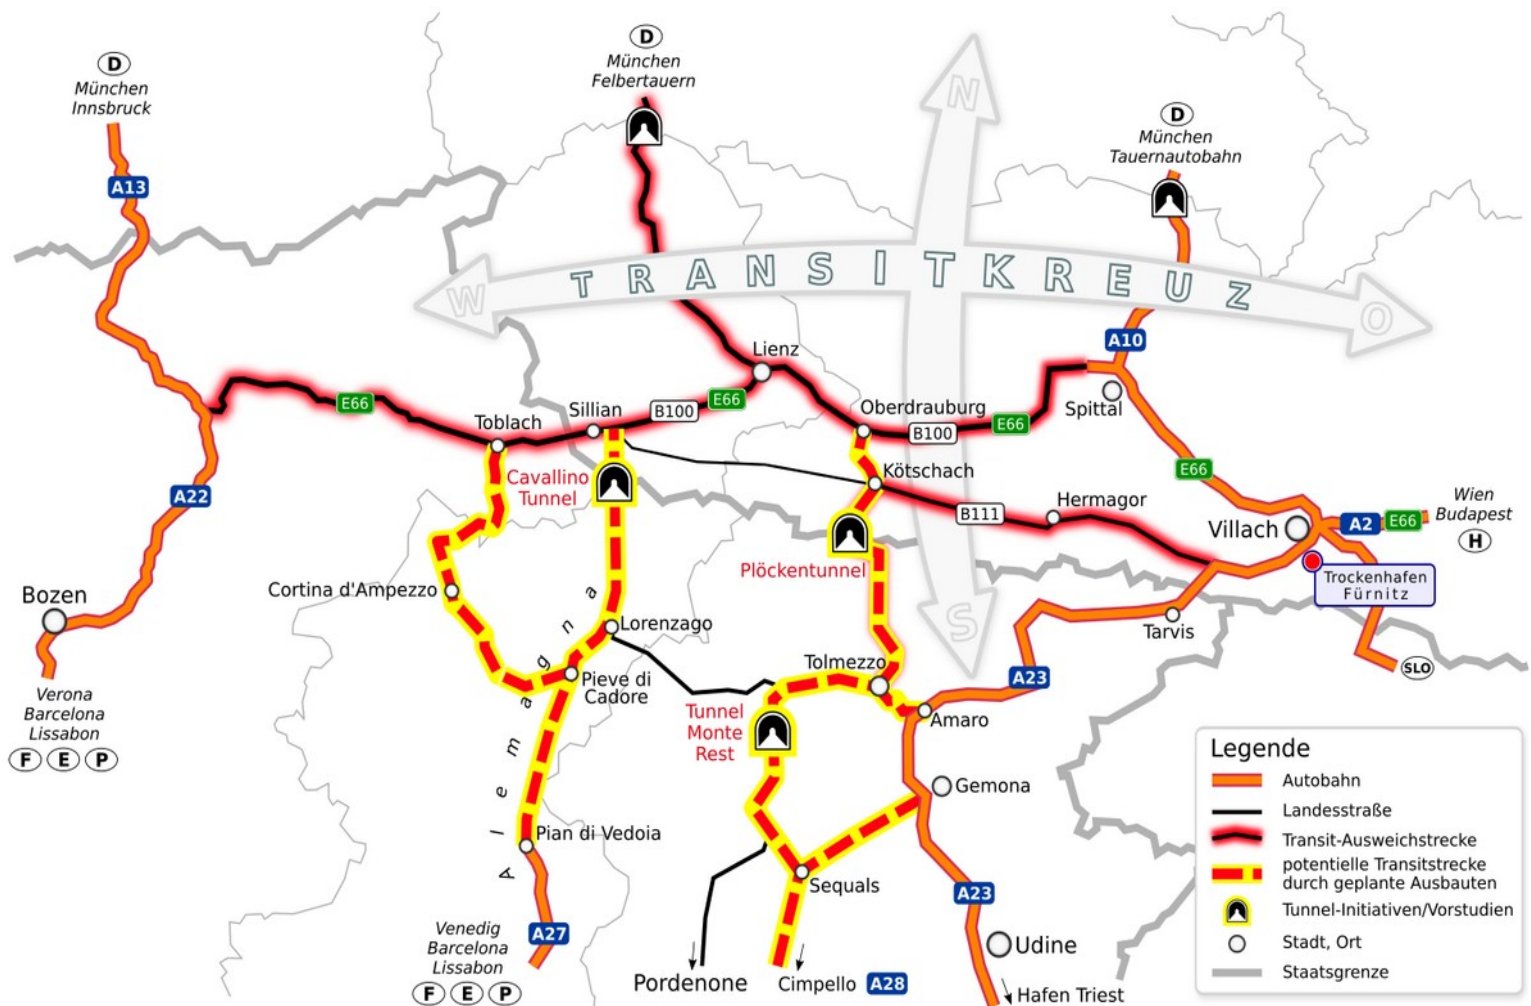 D
München
Innsbruck
A13
D
München
Felbertauern
N
D
München
Tauernautobahn
W
TRANSITKREUZ
O
A10
Lienz
E66
Toblach
Sillian
B100
E66
Oberdrauburg
B100
E66
Spittal
Cavallino
Tunnel
Kötschach
E66
A22
B111
Hermagor
Villach
A2
E66
Wien
Budapest
H
Plöckentunnel
Trockenhafen
Fürnitz
Bozen
Cortina d'Ampezzo
Lorenzago
S
Tarvis
SLO
Verona
Barcelona
Lissabon
F E P
Alemagna
Pieve di
Cadore
Tolmezzo
A23
Amaro
Tunnel
Monte
Rest
Gemona
Pian di Vedoia
Sequals
A23
Venedig
Barcelona
Lissabon
F E P
A27
Pordenone
Cimpello
A28
Udine
Hafen Triest
Legende
Autobahn
Landesstraße
Transit-Ausweichstrecke
potentielle Transitstrecke
durch geplante Ausbauten
Tunnel-Initiativen/Vorstudien
Stadt, Ort
Staatsgrenze